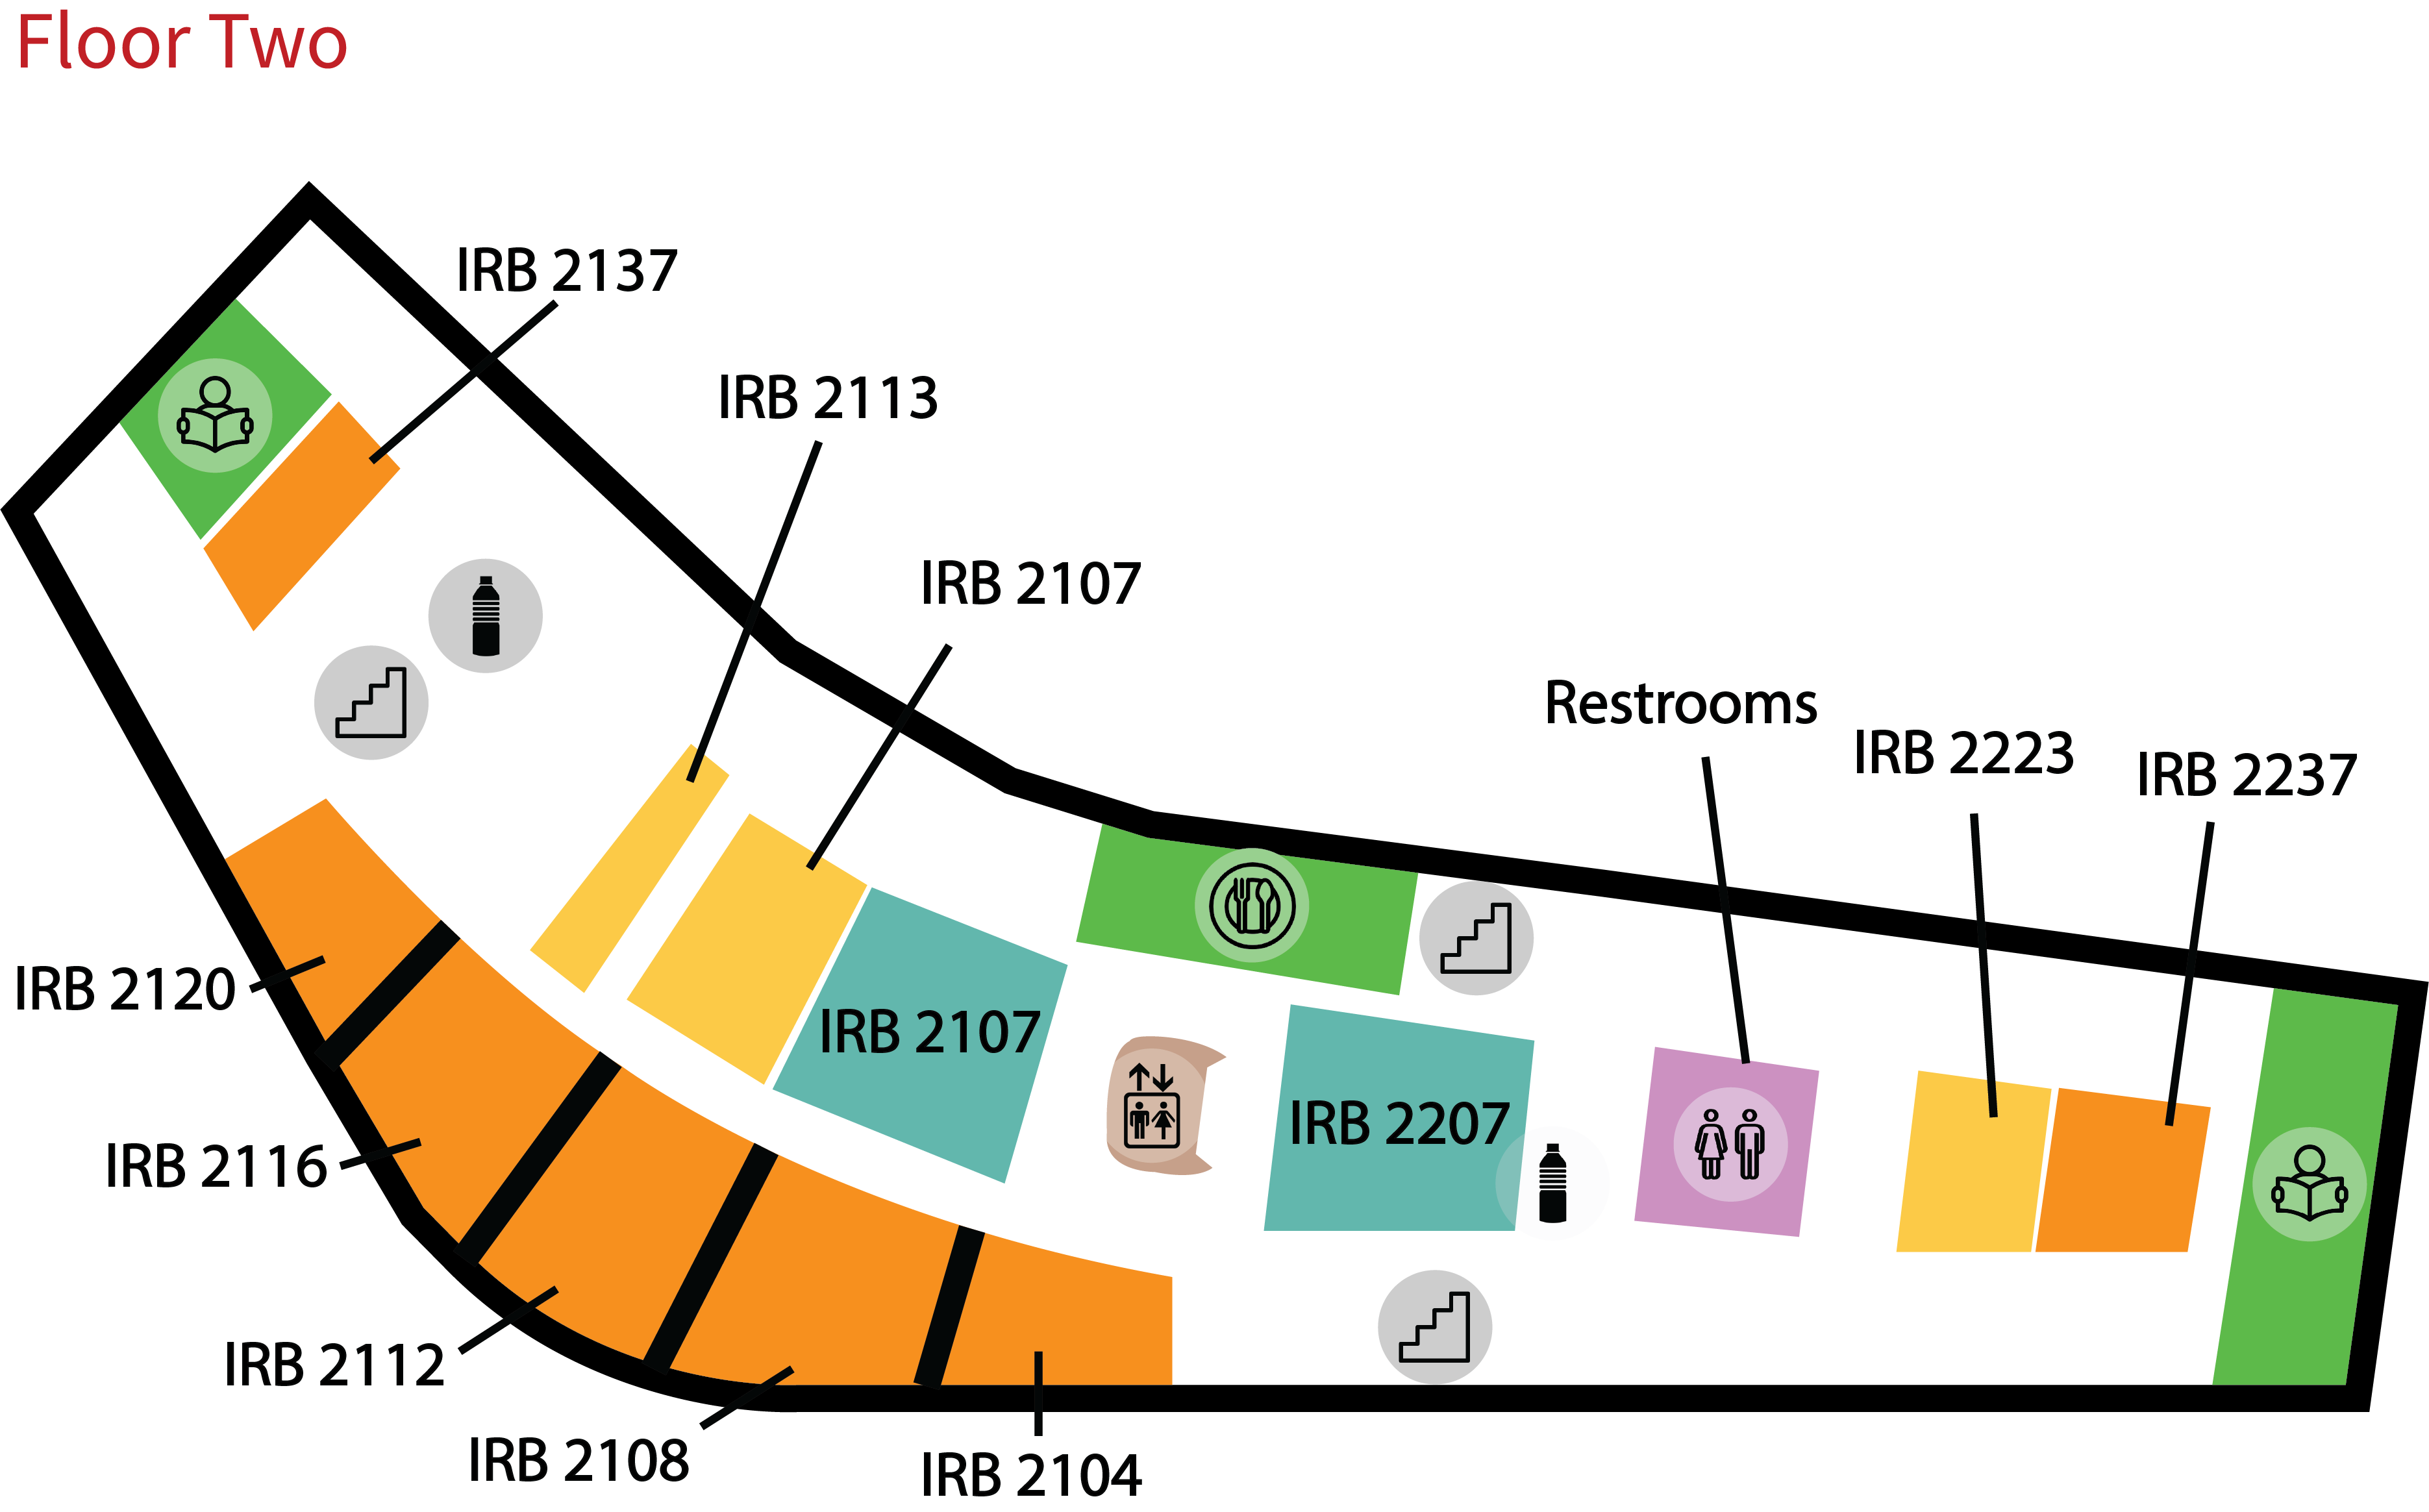 Floor Two
IRB 2137
IRB 2113
IRB 2107
Restrooms
IRB 2223
IRB 2237
IRB 2120
IRB 2107
IRB 2207
IRB 2116
IRB 2112
IRB 2108
IRB 2104